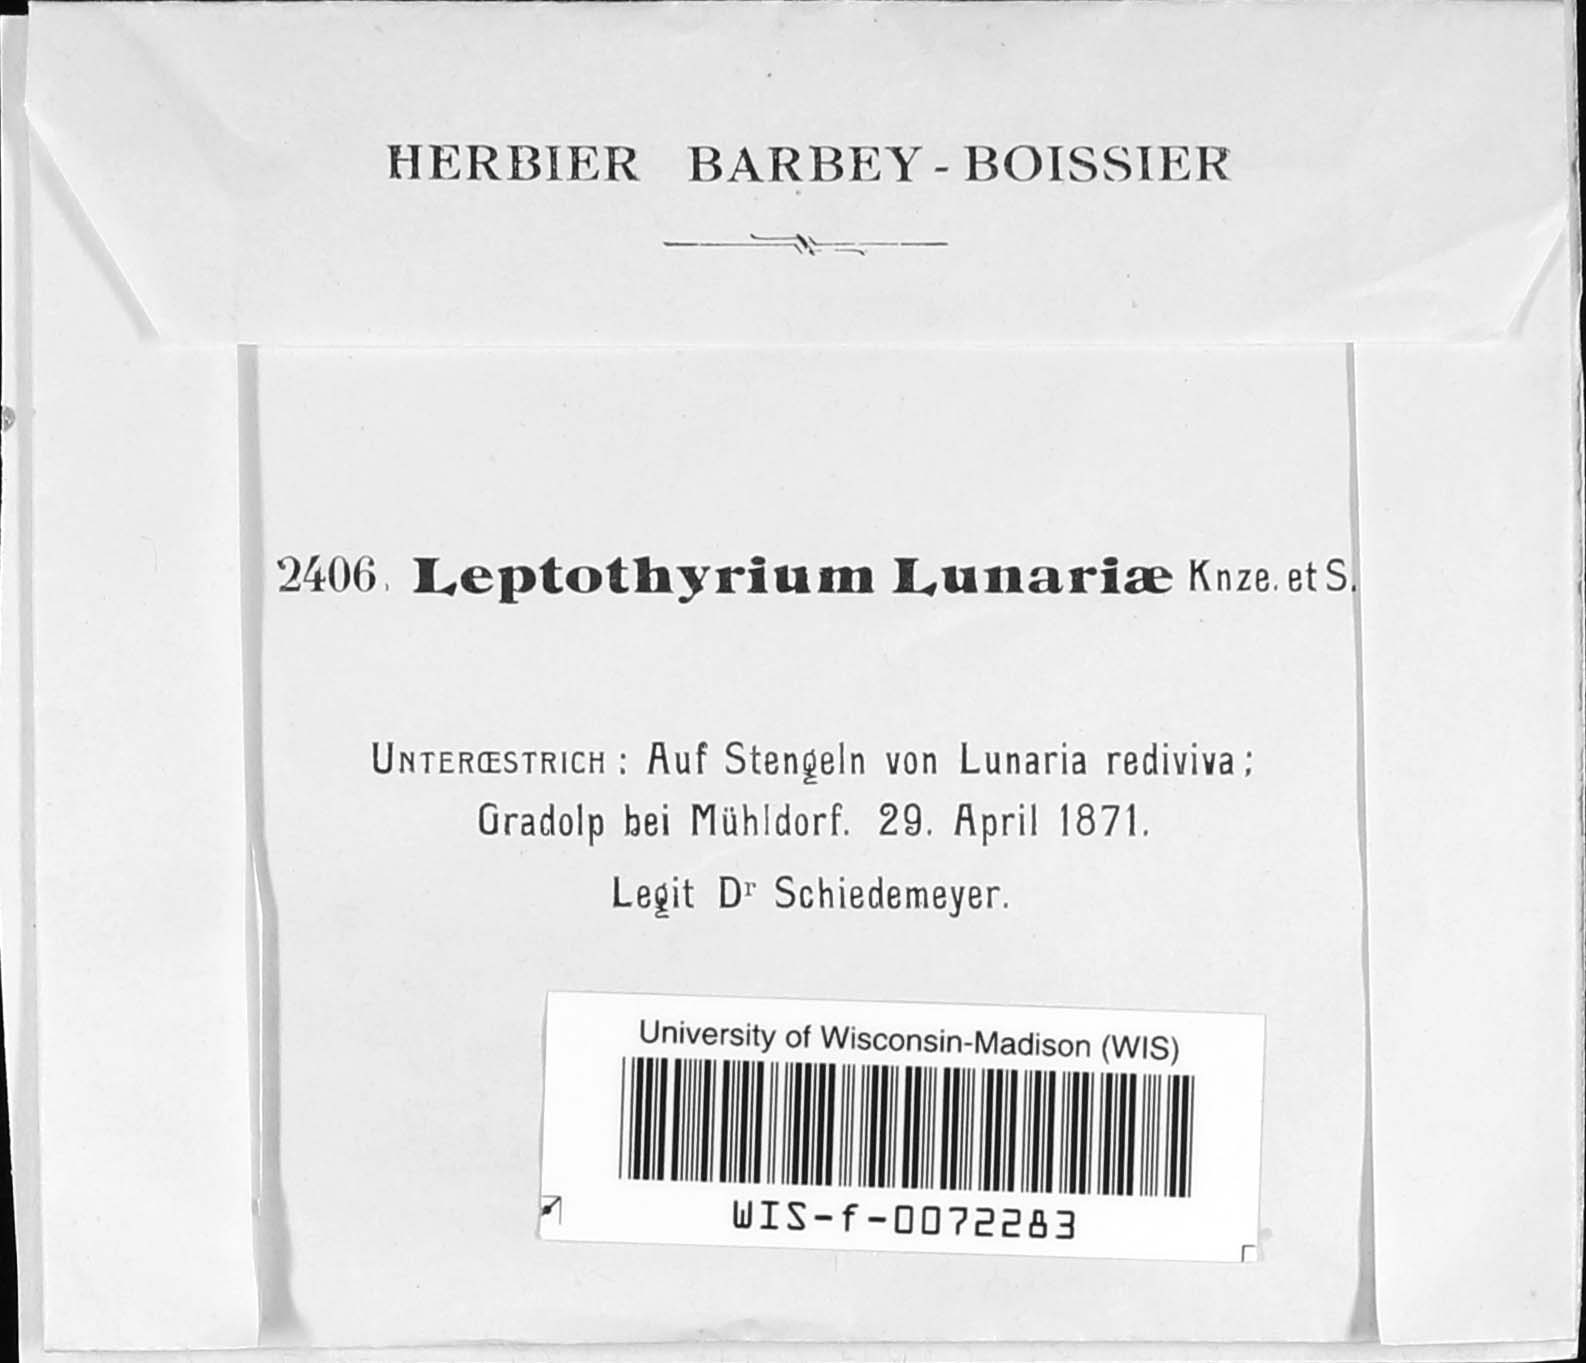 HERBIER BARBEY-BOISSIER
2406. Leptothyrium Lunariæ Knze. et S.
UNTERŒSTRICH : Auf Stengeln von Lunaria rediviva ;
Gradolp bei Mühldorf. 29. April 1871.
Legit Dr Schiedemeyer.
University of Wisconsin-Madison (WIS)
WIS-f-0072283